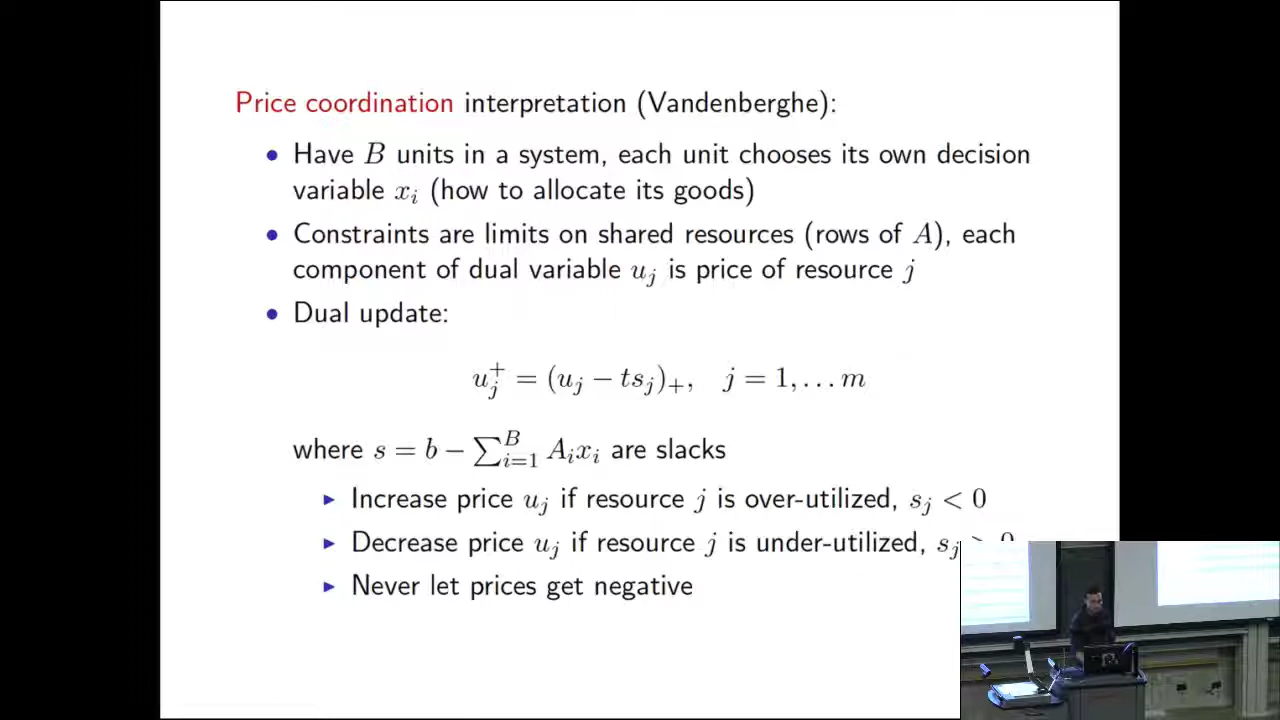 Price coordination interpretation (Vandenberghe):
• Have B units in a system, each unit chooses its own decision
variable x_i (how to allocate its goods)
• Constraints are limits on shared resources (rows of A), each
component of dual variable u_j is price of resource j
• Dual update:
u_j^+ = (u_j − ts_j)_+, j = 1, . . . m
where s = b − ∑_{i=1}^B A_i x_i are slacks
▶ Increase price u_j if resource j is over-utilized, s_j < 0
▶ Decrease price u_j if resource j is under-utilized, s_j > 0
▶ Never let prices get negative